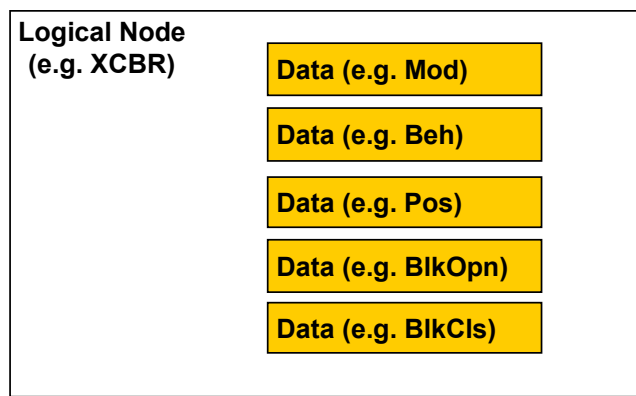 Logical Node
(e.g. XCBR)
Data (e.g. Mod)
Data (e.g. Beh)
Data (e.g. Pos)
Data (e.g. BlkOpn)
Data (e.g. BlkCls)